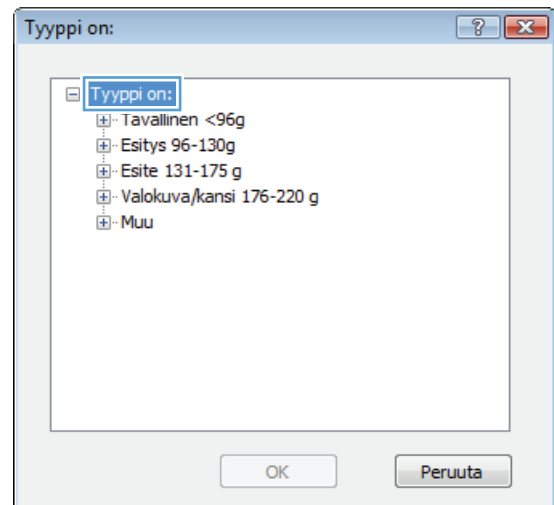 Tyyppi on:
Tyyppi on:
Tavallinen <96g
Esitys 96-130g
Esite 131-175 g
Valokuva/kansi 176-220 g
Muu
OK
Peruuta